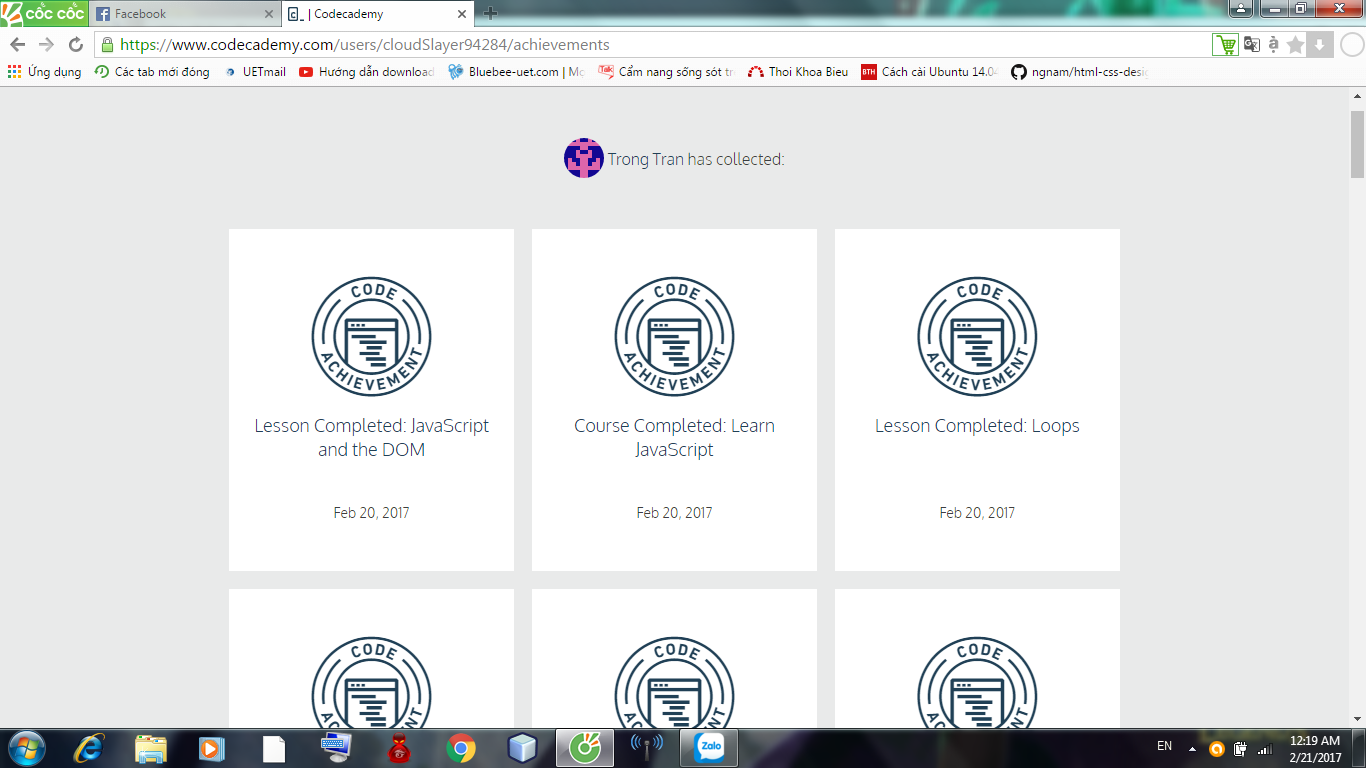 cốc cốc
Facebook
| Codecademy
https://www.codecademy.com/users/cloudSlayer94284/achievements
Ứng dụng
Các tab mới đóng
UETmail
Hướng dẫn download
Bluebee-uet.com | Mọ
Cẩm nang sống sót tr
Thoi Khoa Bieu
BTH
Cách cài Ubuntu 14.04
ngnam/html-css-desig
Trong Tran has collected:
CODE ACHIEVEMENT
CODE ACHIEVEMENT
CODE ACHIEVEMENT
Lesson Completed: JavaScript
and the DOM
Course Completed: Learn
JavaScript
Lesson Completed: Loops
Feb 20, 2017
Feb 20, 2017
Feb 20, 2017
CODE
CODE
CODE
Zalo
EN
12:19 AM
2/21/2017